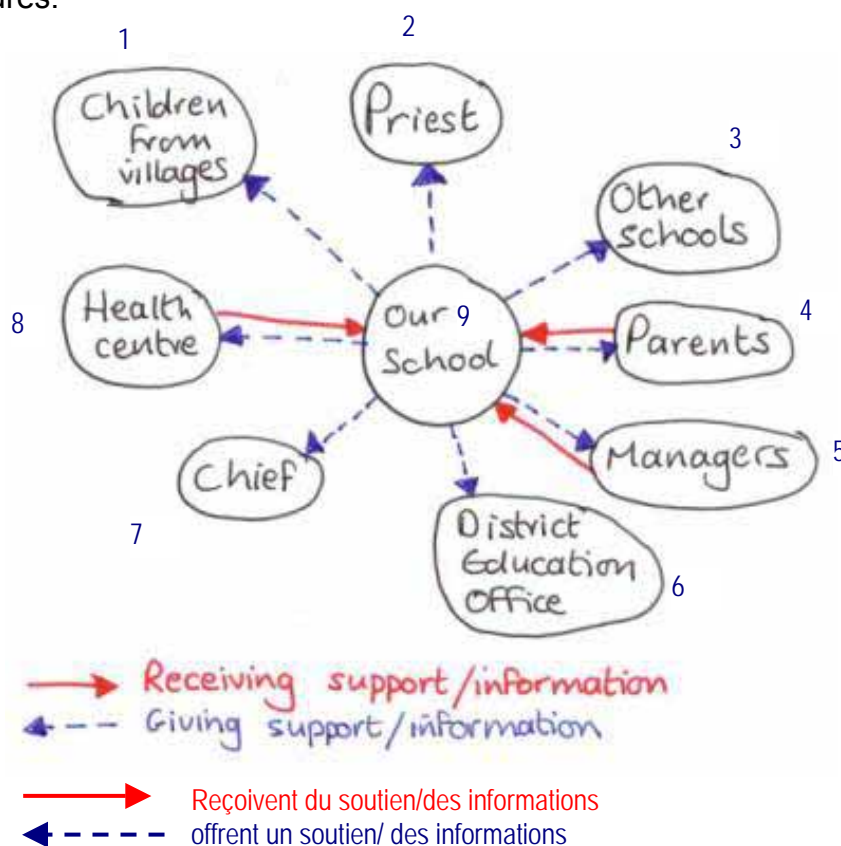 ures.
1
2
Children
from
villages
Priest
3
Other
schools
8
Health
centre
Our 9
School
4
Parents
Managers
5
Chief
7
District
Education
Office
6
Receiving support/information
Giving support/information
Reçoivent du soutien/des informations
offrent un soutien/ des informations